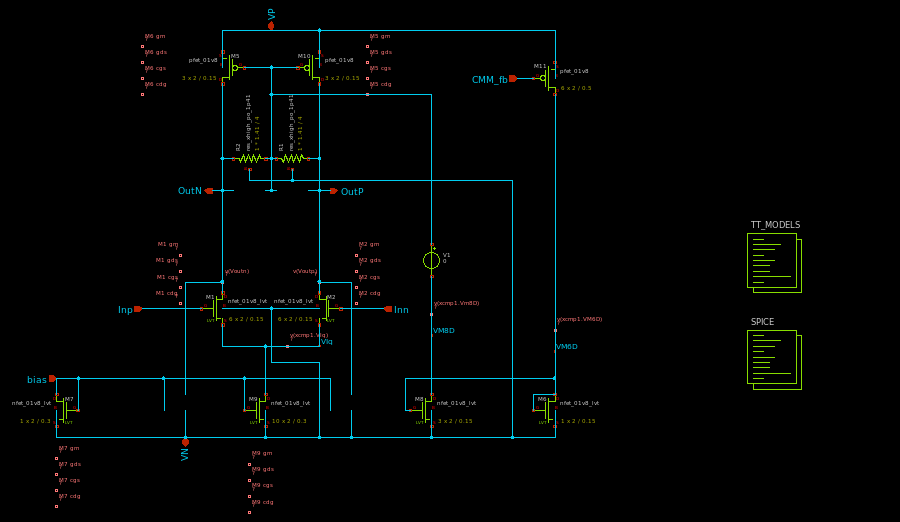 VP
M6 gm
M6 gds
M6 cgs
M6 cdg
pfet_01v8
M5
3 x 2 / 0.15
M10
pfet_01v8
3 x 2 / 0.15
M5 gm
M5 gds
M5 cgs
M5 cdg
CMM_fb
M11
pfet_01v8
6 x 2 / 0.5
R2
res_xhigh_po_1p41
1 * 1.41 / 4
R1
res_xhigh_po_1p41
1 * 1.41 / 4
OutN
OutP
TT_MODELS
M1 gm
M1 gds
M1 cgs
M1 cdg
v(Voutn)
v(Voutp)
M2 gm
M2 gds
M2 cgs
M2 cdg
V1
0
Inp
M1
nfet_01v8_lvt
6 x 2 / 0.15
nfet_01v8_lvt
M2
6 x 2 / 0.15
Inn
v(xcmp1.Vm8D)
VM8D
v(xcmp1.VM6D)
VM6D
SPICE
v(xcmp1.Vlq)
Vlq
bias
nfet_01v8_lvt
M7
1 x 2 / 0.3
M9
nfet_01v8_lvt
10 x 2 / 0.3
M8
nfet_01v8_lvt
3 x 2 / 0.15
M6
nfet_01v8_lvt
1 x 2 / 0.15
VN
M7 gm
M7 gds
M7 cgs
M7 cdg
M9 gm
M9 gds
M9 cgs
M9 cdg